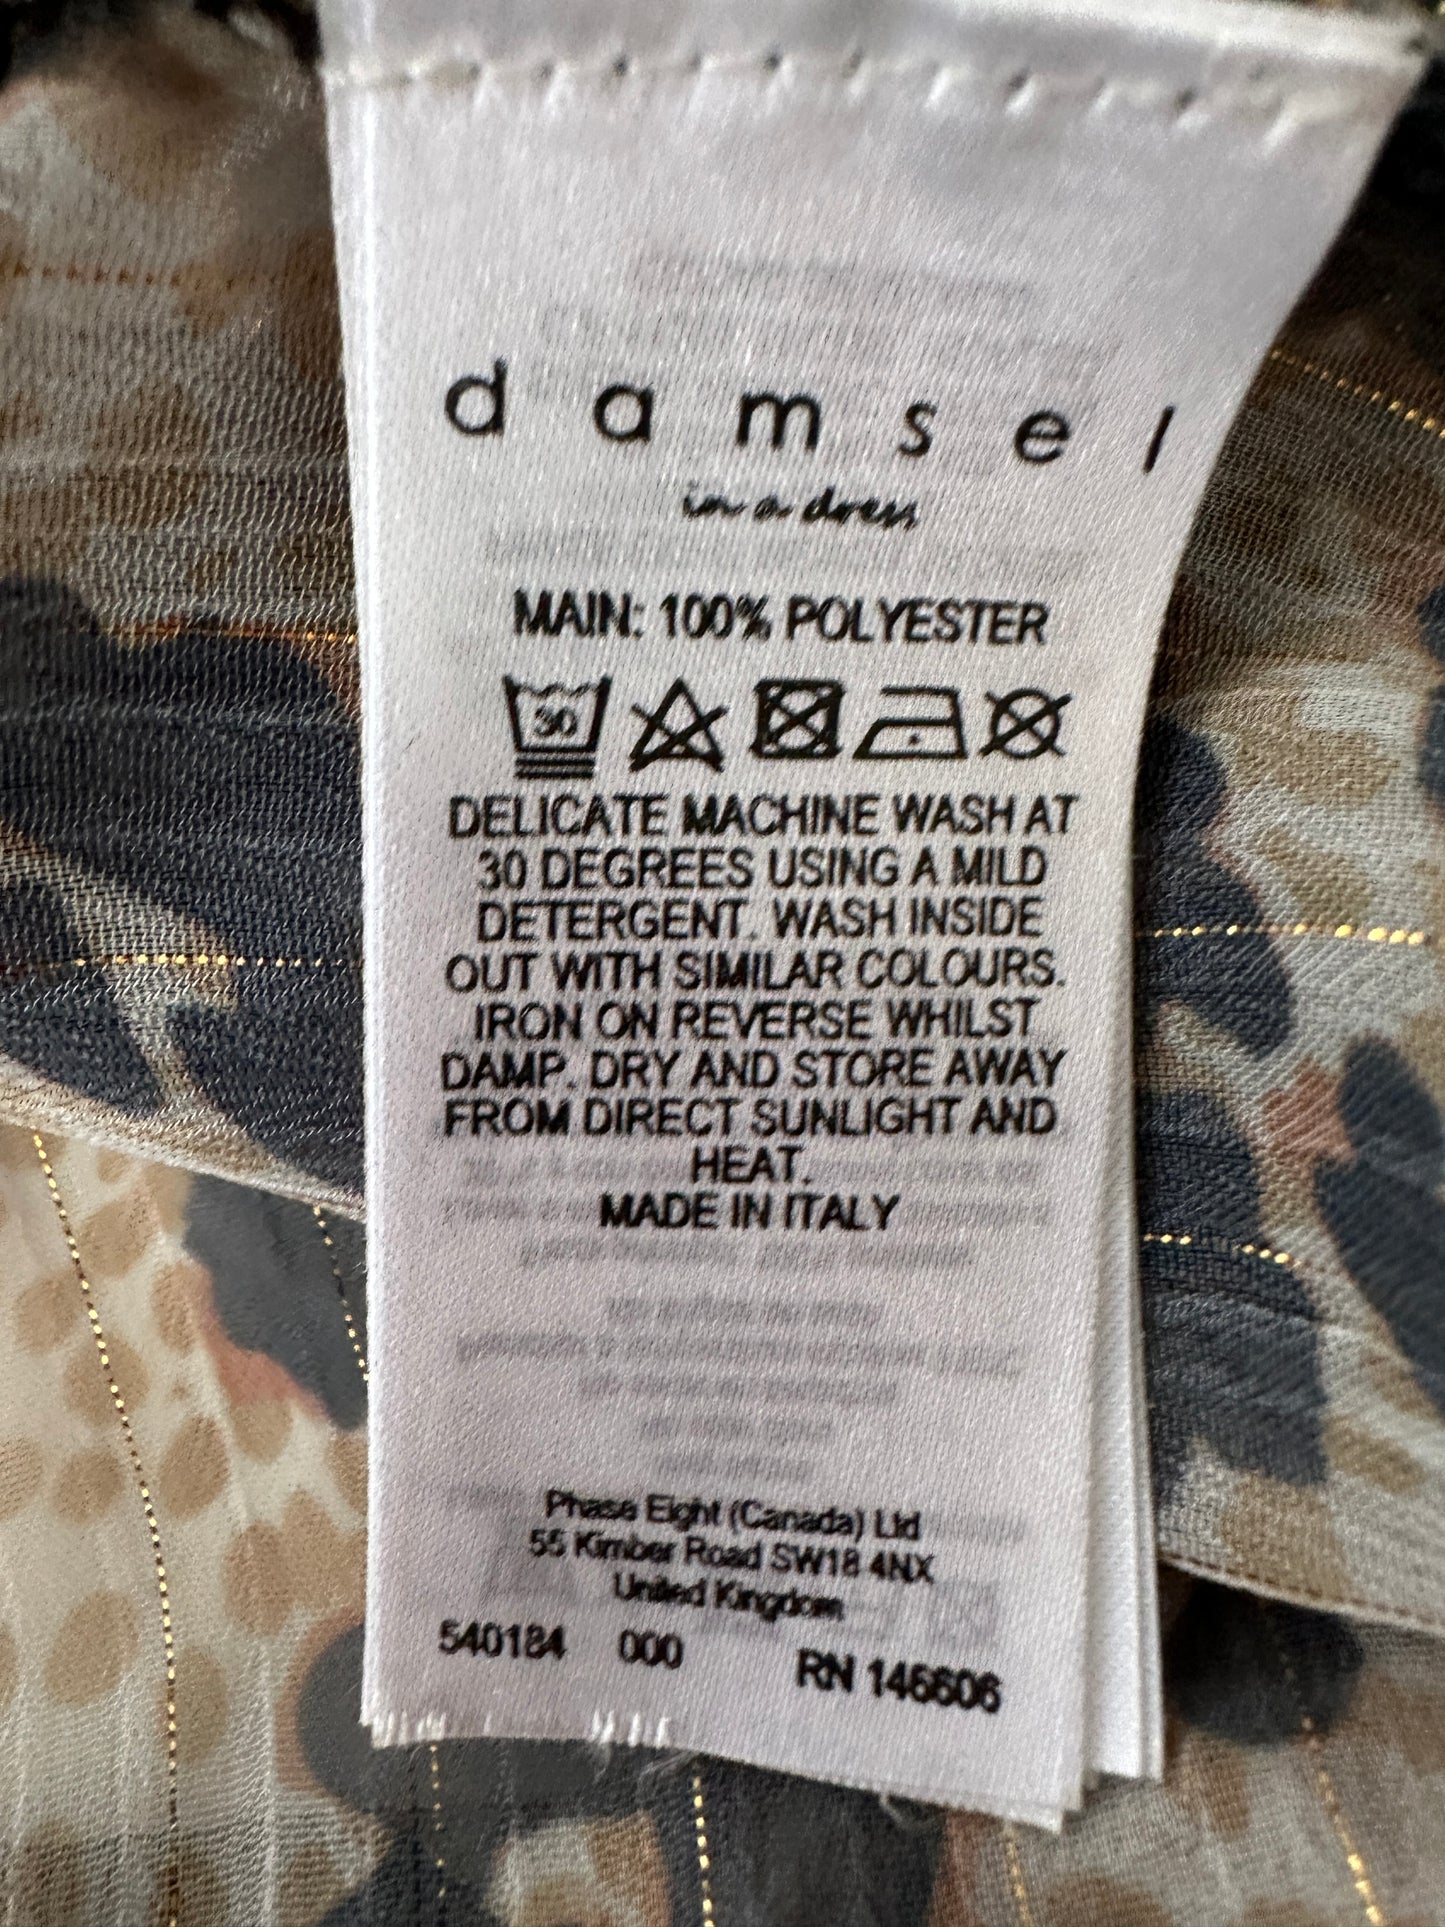 damsel
in a dress
MAIN: 100% POLYESTER
30
DELICATE MACHINE WASH AT
30 DEGREES USING A MILD
DETERGENT. WASH INSIDE
OUT WITH SIMILAR COLOURS.
IRON ON REVERSE WHILST
DAMP. DRY AND STORE AWAY
FROM DIRECT SUNLIGHT AND
HEAT.
MADE IN ITALY
Phase Eight (Canada) Ltd
55 Kimber Road SW18 4NX
United Kingdom
540184 000 RN 146606